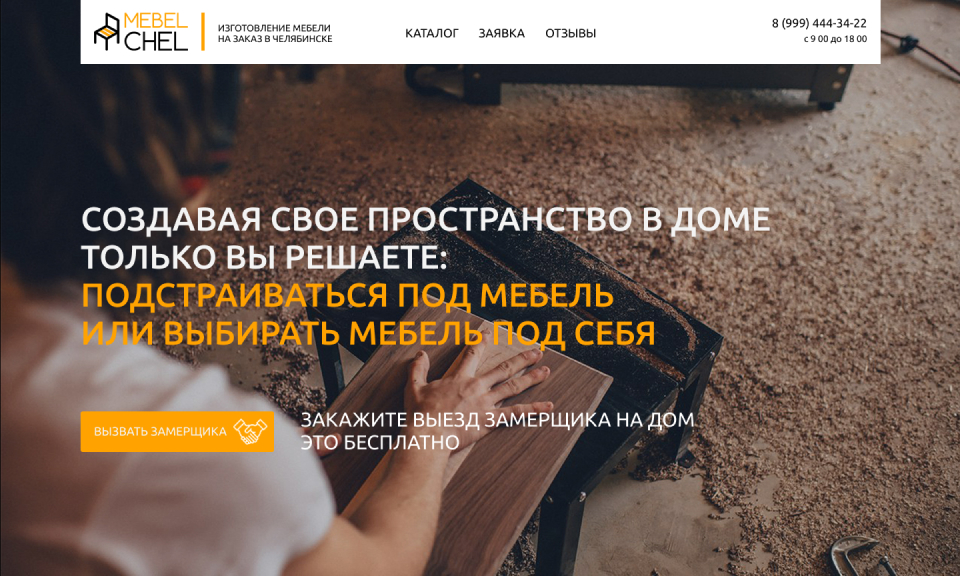 MEBEL
CHEL
ИЗГОТОВЛЕНИЕ МЕБЕЛИ
НА ЗАКАЗ В ЧЕЛЯБИНСКЕ
КАТАЛОГ ЗАЯВКА ОТЗЫВЫ
8 (999) 444-34-22
с 9 00 до 18 00
СОЗДАВАЯ СВОЕ ПРОСТРАНСТВО В ДОМЕ
ТОЛЬКО ВЫ РЕШАЕТЕ:
ПОДСТРАИВАТЬСЯ ПОД МЕБЕЛЬ
ИЛИ ВЫБИРАТЬ МЕБЕЛЬ ПОД СЕБЯ
ВЫЗВАТЬ ЗАМЕРЩИКА
ЗАКАЖИТЕ ВЫЕЗД ЗАМЕРЩИКА НА ДОМ
ЭТО БЕСПЛАТНО